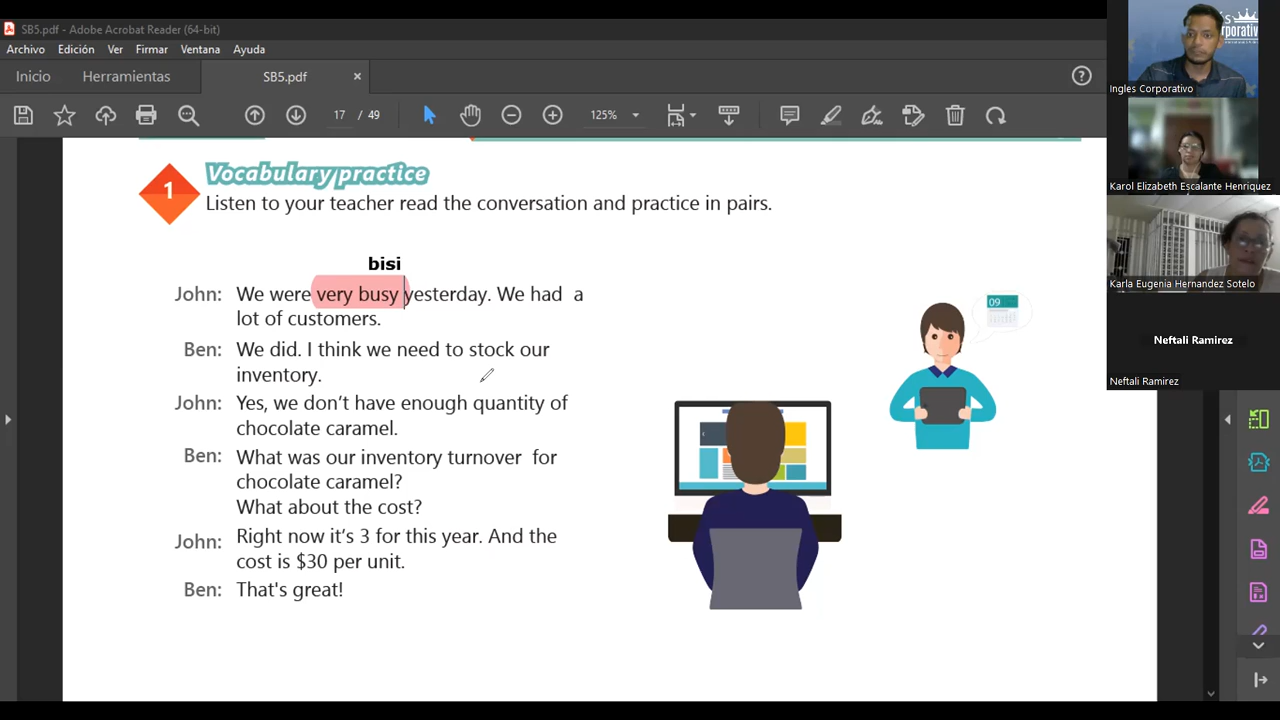 SB5.pdf - Adobe Acrobat Reader (64-bit)
Archivo Edición Ver Firmar Ventana Ayuda
Inicio Herramientas SB5.pdf ×
17 / 49 125%
1 Vocabulary practice
Listen to your teacher read the conversation and practice in pairs.
bisi
John: We were very busy yesterday. We had a
lot of customers.
Ben: We did. I think we need to stock our
inventory.
John: Yes, we don't have enough quantity of
chocolate caramel.
Ben: What was our inventory turnover for
chocolate caramel?
What about the cost?
John: Right now it's 3 for this year. And the
cost is $30 per unit.
Ben: That's great!
09
Ingles Corporativo
Karol Elizabeth Escalante Henriquez
Karla Eugenia Hernandez Sotelo
Neftali Ramirez
Neftali Ramirez